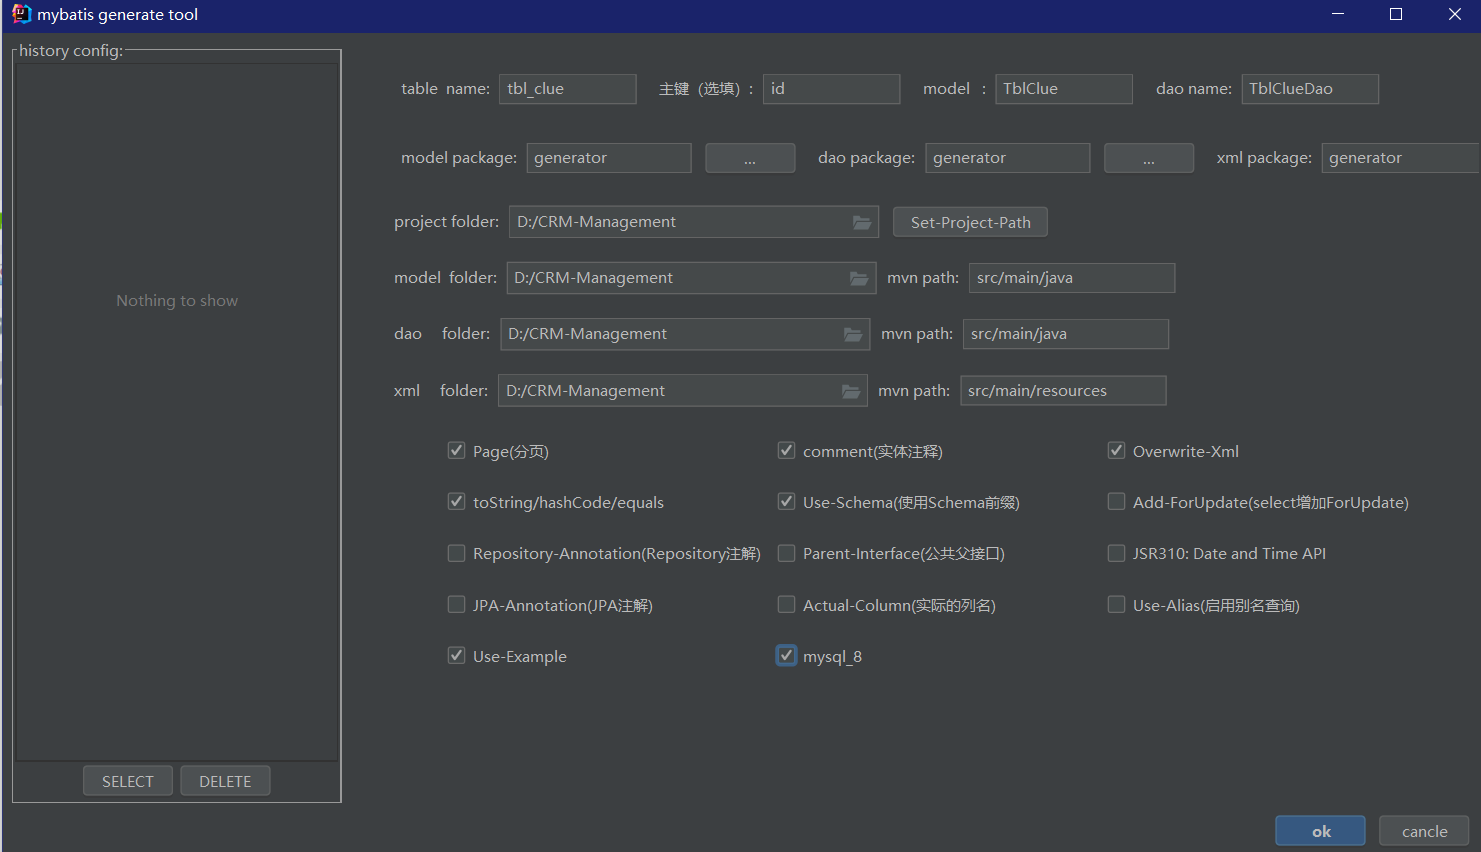 mybatis generate tool
history config:
table name: tbl_clue 主键（选填）: id model : TblClue dao name: TblClueDao
model package: generator ... dao package: generator ... xml package: generator
project folder: D:/CRM-Management Set-Project-Path
model folder: D:/CRM-Management mvn path: src/main/java
Nothing to show
dao folder: D:/CRM-Management mvn path: src/main/java
xml folder: D:/CRM-Management mvn path: src/main/resources
Page(分页) comment(实体注释) Overwrite-Xml
toString/hashCode/equals Use-Schema(使用Schema前缀) Add-ForUpdate(select增加ForUpdate)
Repository-Annotation(Repository注解) Parent-Interface(公共父接口) JSR310: Date and Time API
JPA-Annotation(JPA注解) Actual-Column(实际的列名) Use-Alias(启用别名查询)
Use-Example mysql_8
SELECT DELETE
ok cancle